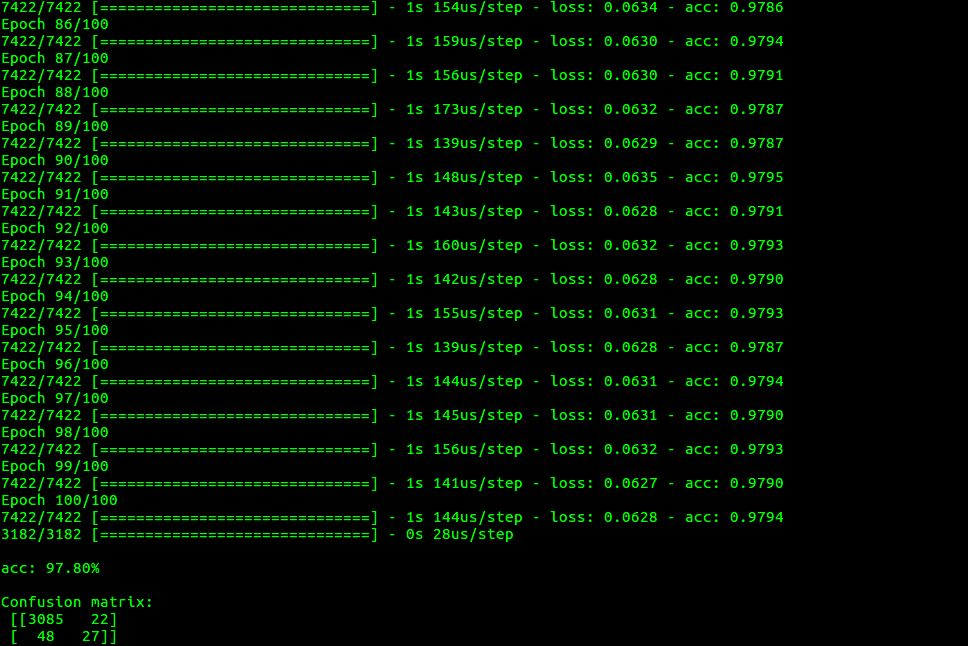 7422/7422 [==============================] - 1s 154us/step - loss: 0.0634 - acc: 0.9786
Epoch 86/100
7422/7422 [==============================] - 1s 159us/step - loss: 0.0630 - acc: 0.9794
Epoch 87/100
7422/7422 [==============================] - 1s 156us/step - loss: 0.0630 - acc: 0.9791
Epoch 88/100
7422/7422 [==============================] - 1s 173us/step - loss: 0.0632 - acc: 0.9787
Epoch 89/100
7422/7422 [==============================] - 1s 139us/step - loss: 0.0629 - acc: 0.9787
Epoch 90/100
7422/7422 [==============================] - 1s 148us/step - loss: 0.0635 - acc: 0.9795
Epoch 91/100
7422/7422 [==============================] - 1s 143us/step - loss: 0.0628 - acc: 0.9791
Epoch 92/100
7422/7422 [==============================] - 1s 160us/step - loss: 0.0632 - acc: 0.9793
Epoch 93/100
7422/7422 [==============================] - 1s 142us/step - loss: 0.0628 - acc: 0.9790
Epoch 94/100
7422/7422 [==============================] - 1s 155us/step - loss: 0.0631 - acc: 0.9793
Epoch 95/100
7422/7422 [==============================] - 1s 139us/step - loss: 0.0628 - acc: 0.9787
Epoch 96/100
7422/7422 [==============================] - 1s 144us/step - loss: 0.0631 - acc: 0.9794
Epoch 97/100
7422/7422 [==============================] - 1s 145us/step - loss: 0.0631 - acc: 0.9790
Epoch 98/100
7422/7422 [==============================] - 1s 156us/step - loss: 0.0632 - acc: 0.9793
Epoch 99/100
7422/7422 [==============================] - 1s 141us/step - loss: 0.0627 - acc: 0.9790
Epoch 100/100
7422/7422 [==============================] - 1s 144us/step - loss: 0.0628 - acc: 0.9794
3182/3182 [==============================] - 0s 28us/step

acc: 97.80%

Confusion matrix:
 [[3085   22]
 [  48   27]]